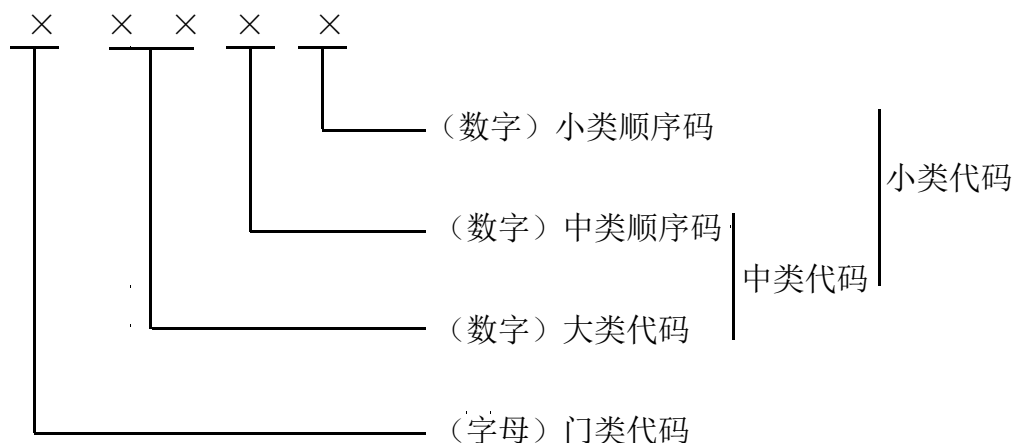 × × × × ×
（数字）小类顺序码
小类代码
（数字）中类顺序码
中类代码
（数字）大类代码
（字母）门类代码